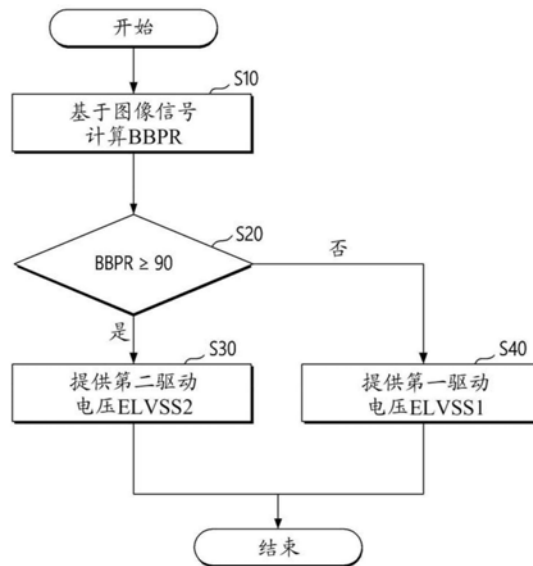 开始
S10
基于图像信号
计算BBPR
S20
BBPR ≥ 90
否
是
S30
提供第二驱动
电压ELVSS2
S40
提供第一驱动
电压ELVSS1
结束